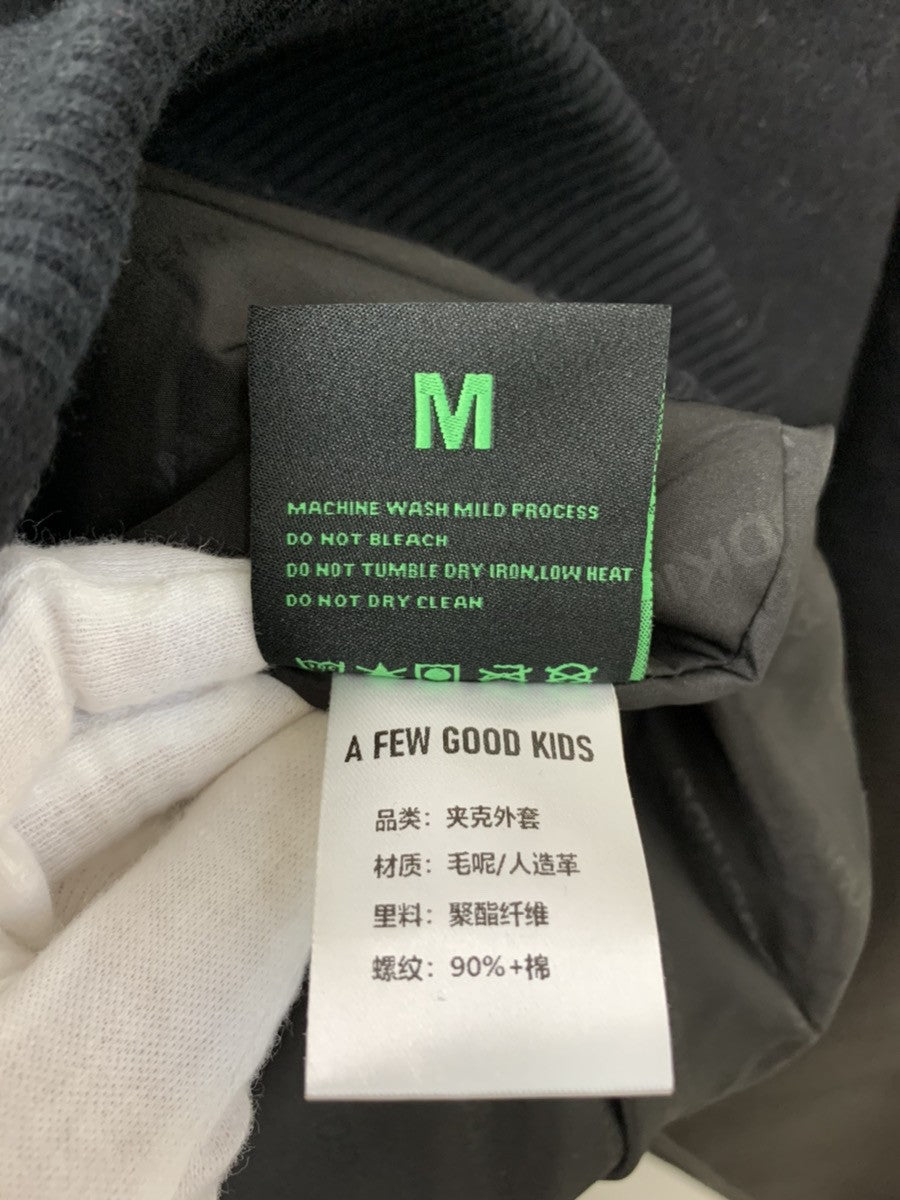 M
MACHINE WASH MILD PROCESS
DO NOT BLEACH
DO NOT TUMBLE DRY IRON,LOW HEAT
DO NOT DRY CLEAN
A FEW GOOD KIDS
品类：夹克外套
材质：毛呢/人造革
里料：聚酯纤维
螺纹：90%+棉